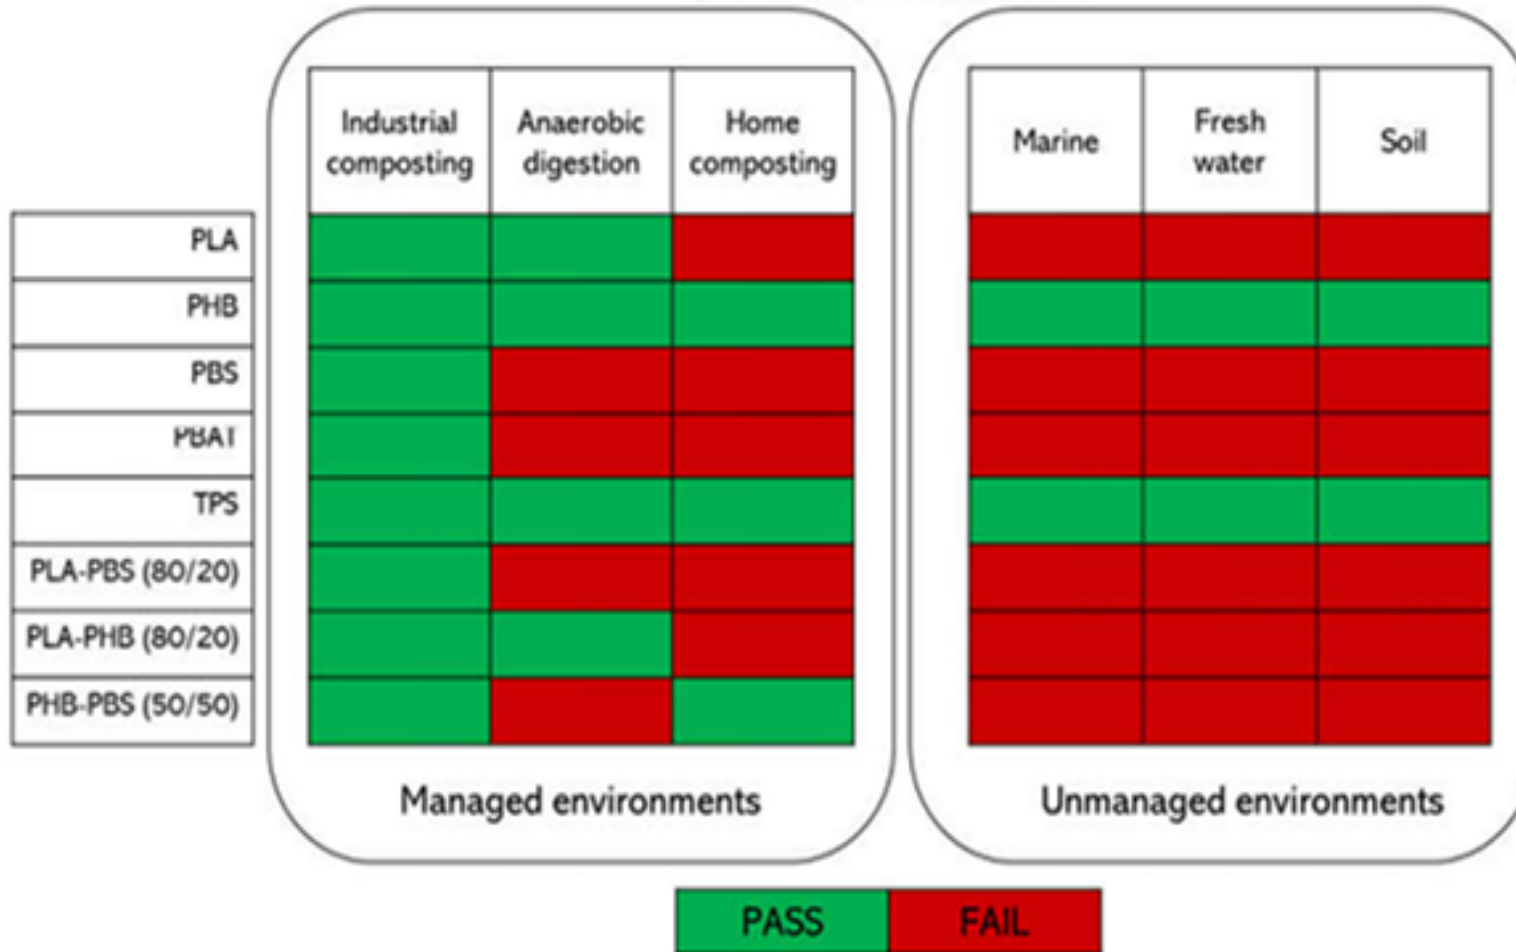 Industrial
composting
Anaerobic
digestion
Home
composting
Marine
Fresh
water
Soil
PLA
PHB
PBS
PBAT
TPS
PLA-PBS (80/20)
PLA-PHB (80/20)
PHB-PBS (50/50)
Managed environments
Unmanaged environments
PASS
FAIL